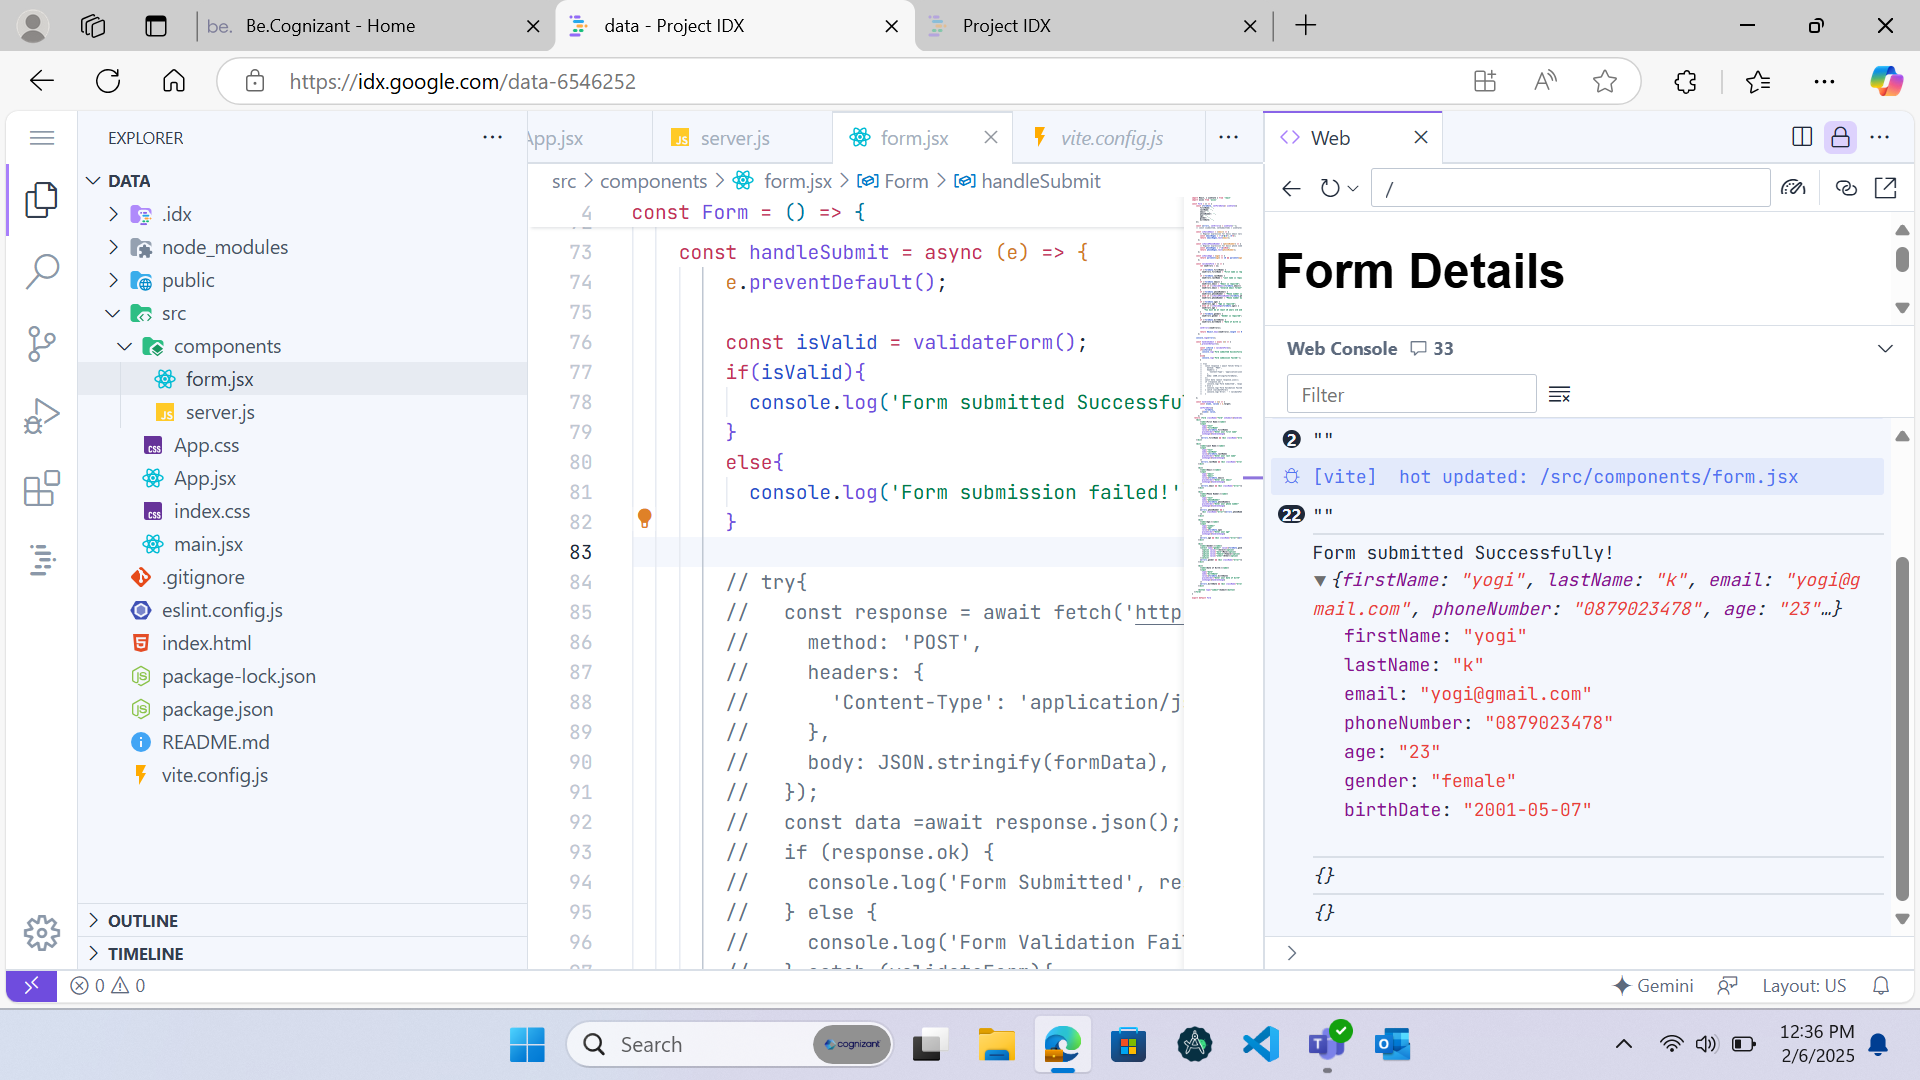 be. Be.Cognizant - Home
data - Project IDX
Project IDX
https://idx.google.com/data-6546252
EXPLORER
DATA
.idx
node_modules
public
src
components
form.jsx
server.js
App.css
App.jsx
index.css
main.jsx
.gitignore
eslint.config.js
index.html
package-lock.json
package.json
README.md
vite.config.js
OUTLINE
TIMELINE
App.jsx
server.js
form.jsx
vite.config.js
src > components > form.jsx > Form > handleSubmit
4 const Form = () => {
73 const handleSubmit = async (e) => {
74 e.preventDefault();
75
76 const isValid = validateForm();
77 if(isValid){
78 console.log('Form submitted Successfu
79 }
80 else{
81 console.log('Form submission failed!'
82 }
83
84 // try{
85 // const response = await fetch('http
86 // method: 'POST',
87 // headers: {
88 // 'Content-Type': 'application/j
89 // },
90 // body: JSON.stringify(formData),
91 // });
92 // const data =await response.json();
93 // if (response.ok) {
94 // console.log('Form Submitted', re
95 // } else {
96 // console.log('Form Validation Fai
97 // } catch (validateForm){
Web
/
Form Details
Web Console 33
Filter
2 ""
[vite] hot updated: /src/components/form.jsx
22 ""
Form submitted Successfully!
{firstName: "yogi", lastName: "k", email: "yogi@g
mail.com", phoneNumber: "0879023478", age: "23"…}
firstName: "yogi"
lastName: "k"
email: "yogi@gmail.com"
phoneNumber: "0879023478"
age: "23"
gender: "female"
birthDate: "2001-05-07"
{}
{}
0 0
Gemini
Layout: US
Search
cognizant
12:36 PM
2/6/2025